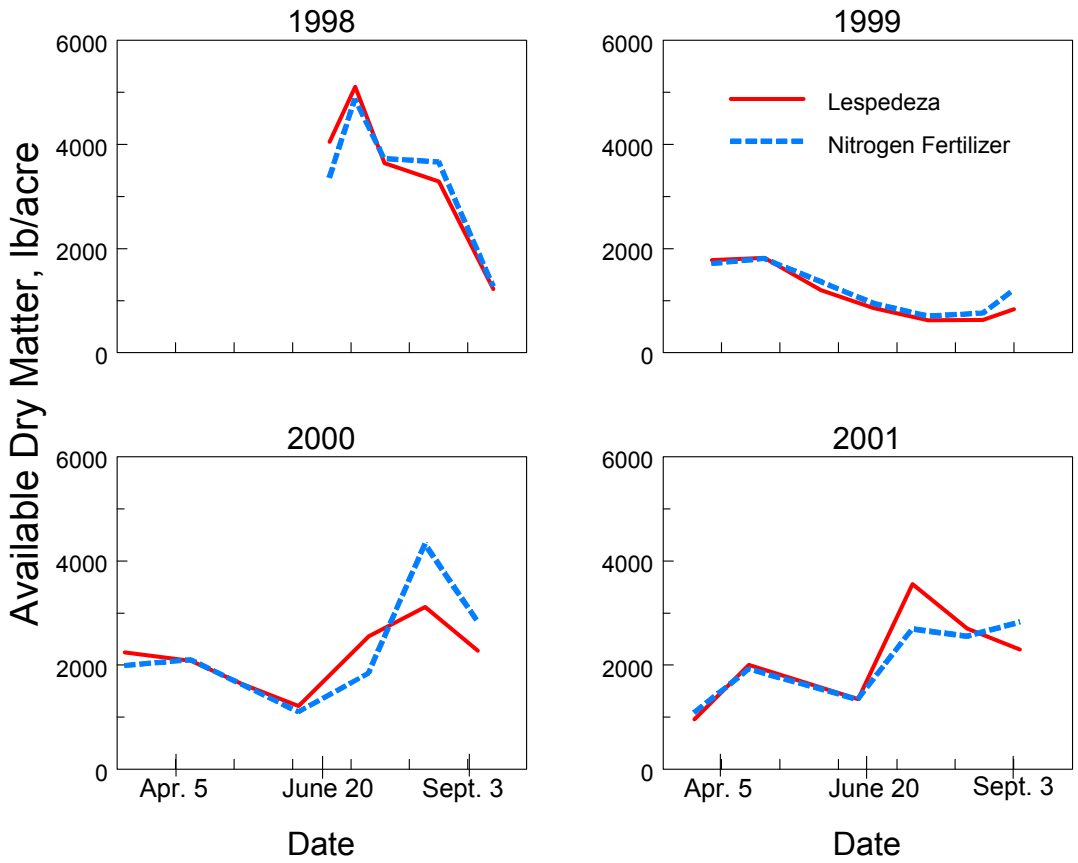 1998
1999
6000
4000
2000
0
6000
4000
2000
0
Lespedeza
Nitrogen Fertilizer
Available Dry Matter, lb/acre
2000
2001
6000
4000
2000
0
6000
4000
2000
0
Apr. 5
June 20
Sept. 3
Apr. 5
June 20
Sept. 3
Date
Date